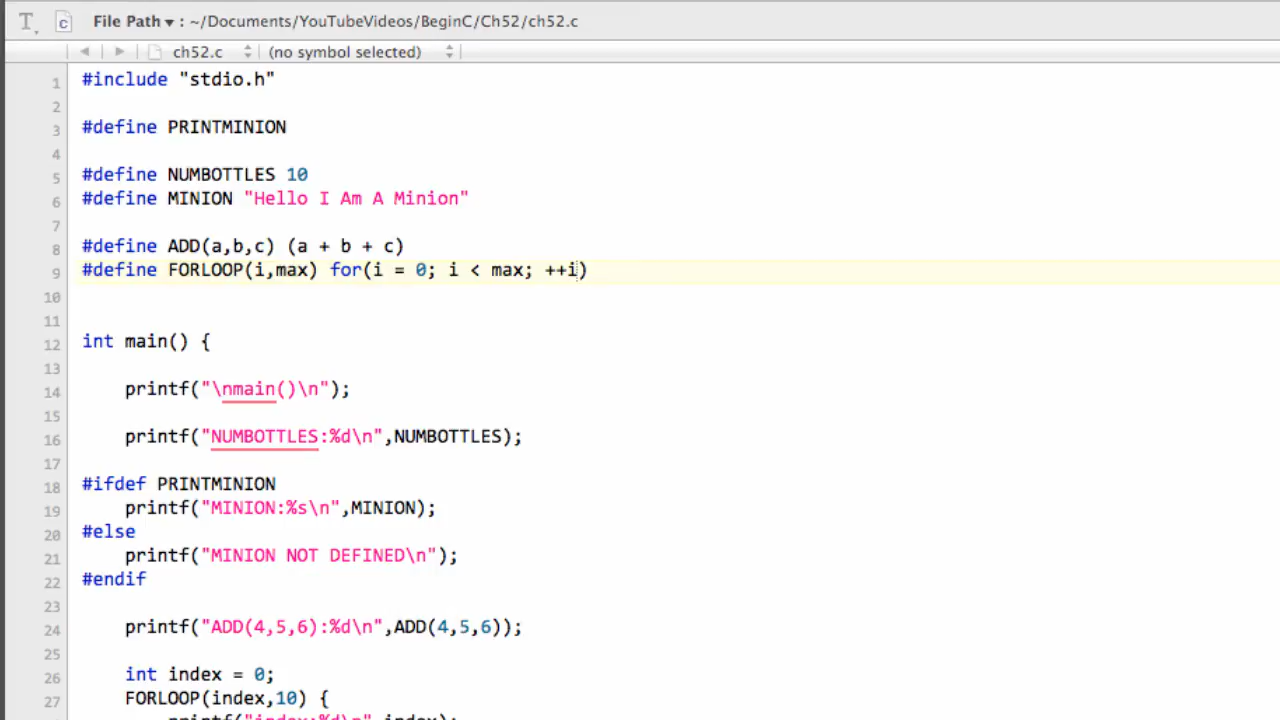 File Path ▾ : ~/Documents/YouTubeVideos/BeginC/Ch52/ch52.c
ch52.c (no symbol selected)
1 #include "stdio.h"
2
3 #define PRINTMINION
4
5 #define NUMBOTTLES 10
6 #define MINION "Hello I Am A Minion"
7
8 #define ADD(a,b,c) (a + b + c)
9 #define FORLOOP(i,max) for(i = 0; i < max; ++i)
10
11
12 int main() {
13
14 printf("\nmain()\n");
15
16 printf("NUMBOTTLES:%d\n",NUMBOTTLES);
17
18 #ifdef PRINTMINION
19 printf("MINION:%s\n",MINION);
20 #else
21 printf("MINION NOT DEFINED\n");
22 #endif
23
24 printf("ADD(4,5,6):%d\n",ADD(4,5,6));
25
26 int index = 0;
27 FORLOOP(index,10) {
printf("index:%d\n",index);